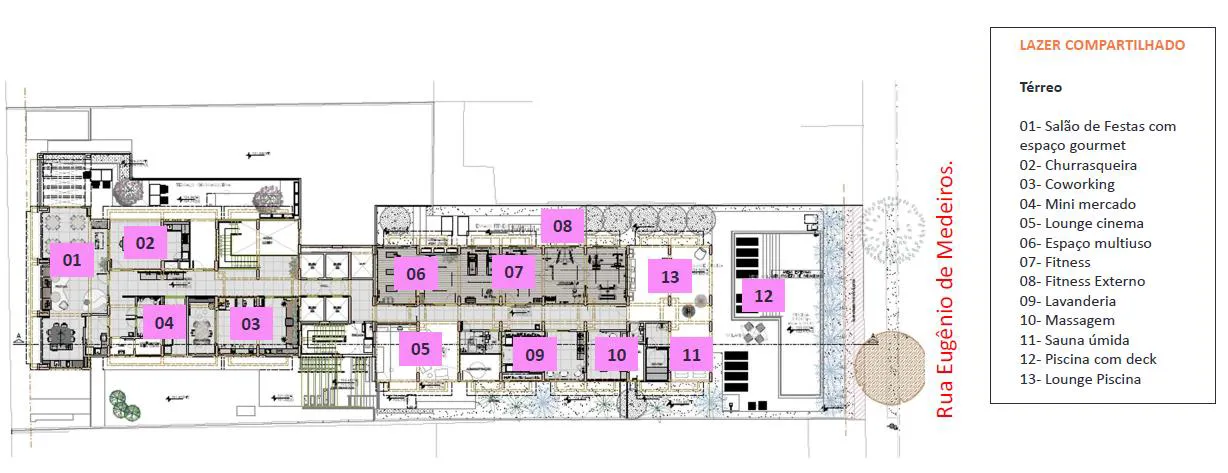 LAZER COMPARTILHADO
Térreo
01- Salão de Festas com
espaço gourmet
02- Churrasqueira
03- Coworking
04- Mini mercado
05- Lounge cinema
06- Espaço multiuso
07- Fitness
08- Fitness Externo
09- Lavanderia
10- Massagem
11- Sauna úmida
12- Piscina com deck
13- Lounge Piscina
Rua Eugênio de Medeiros.
08
02
01
06
07
13
12
04
03
05
09
10
11